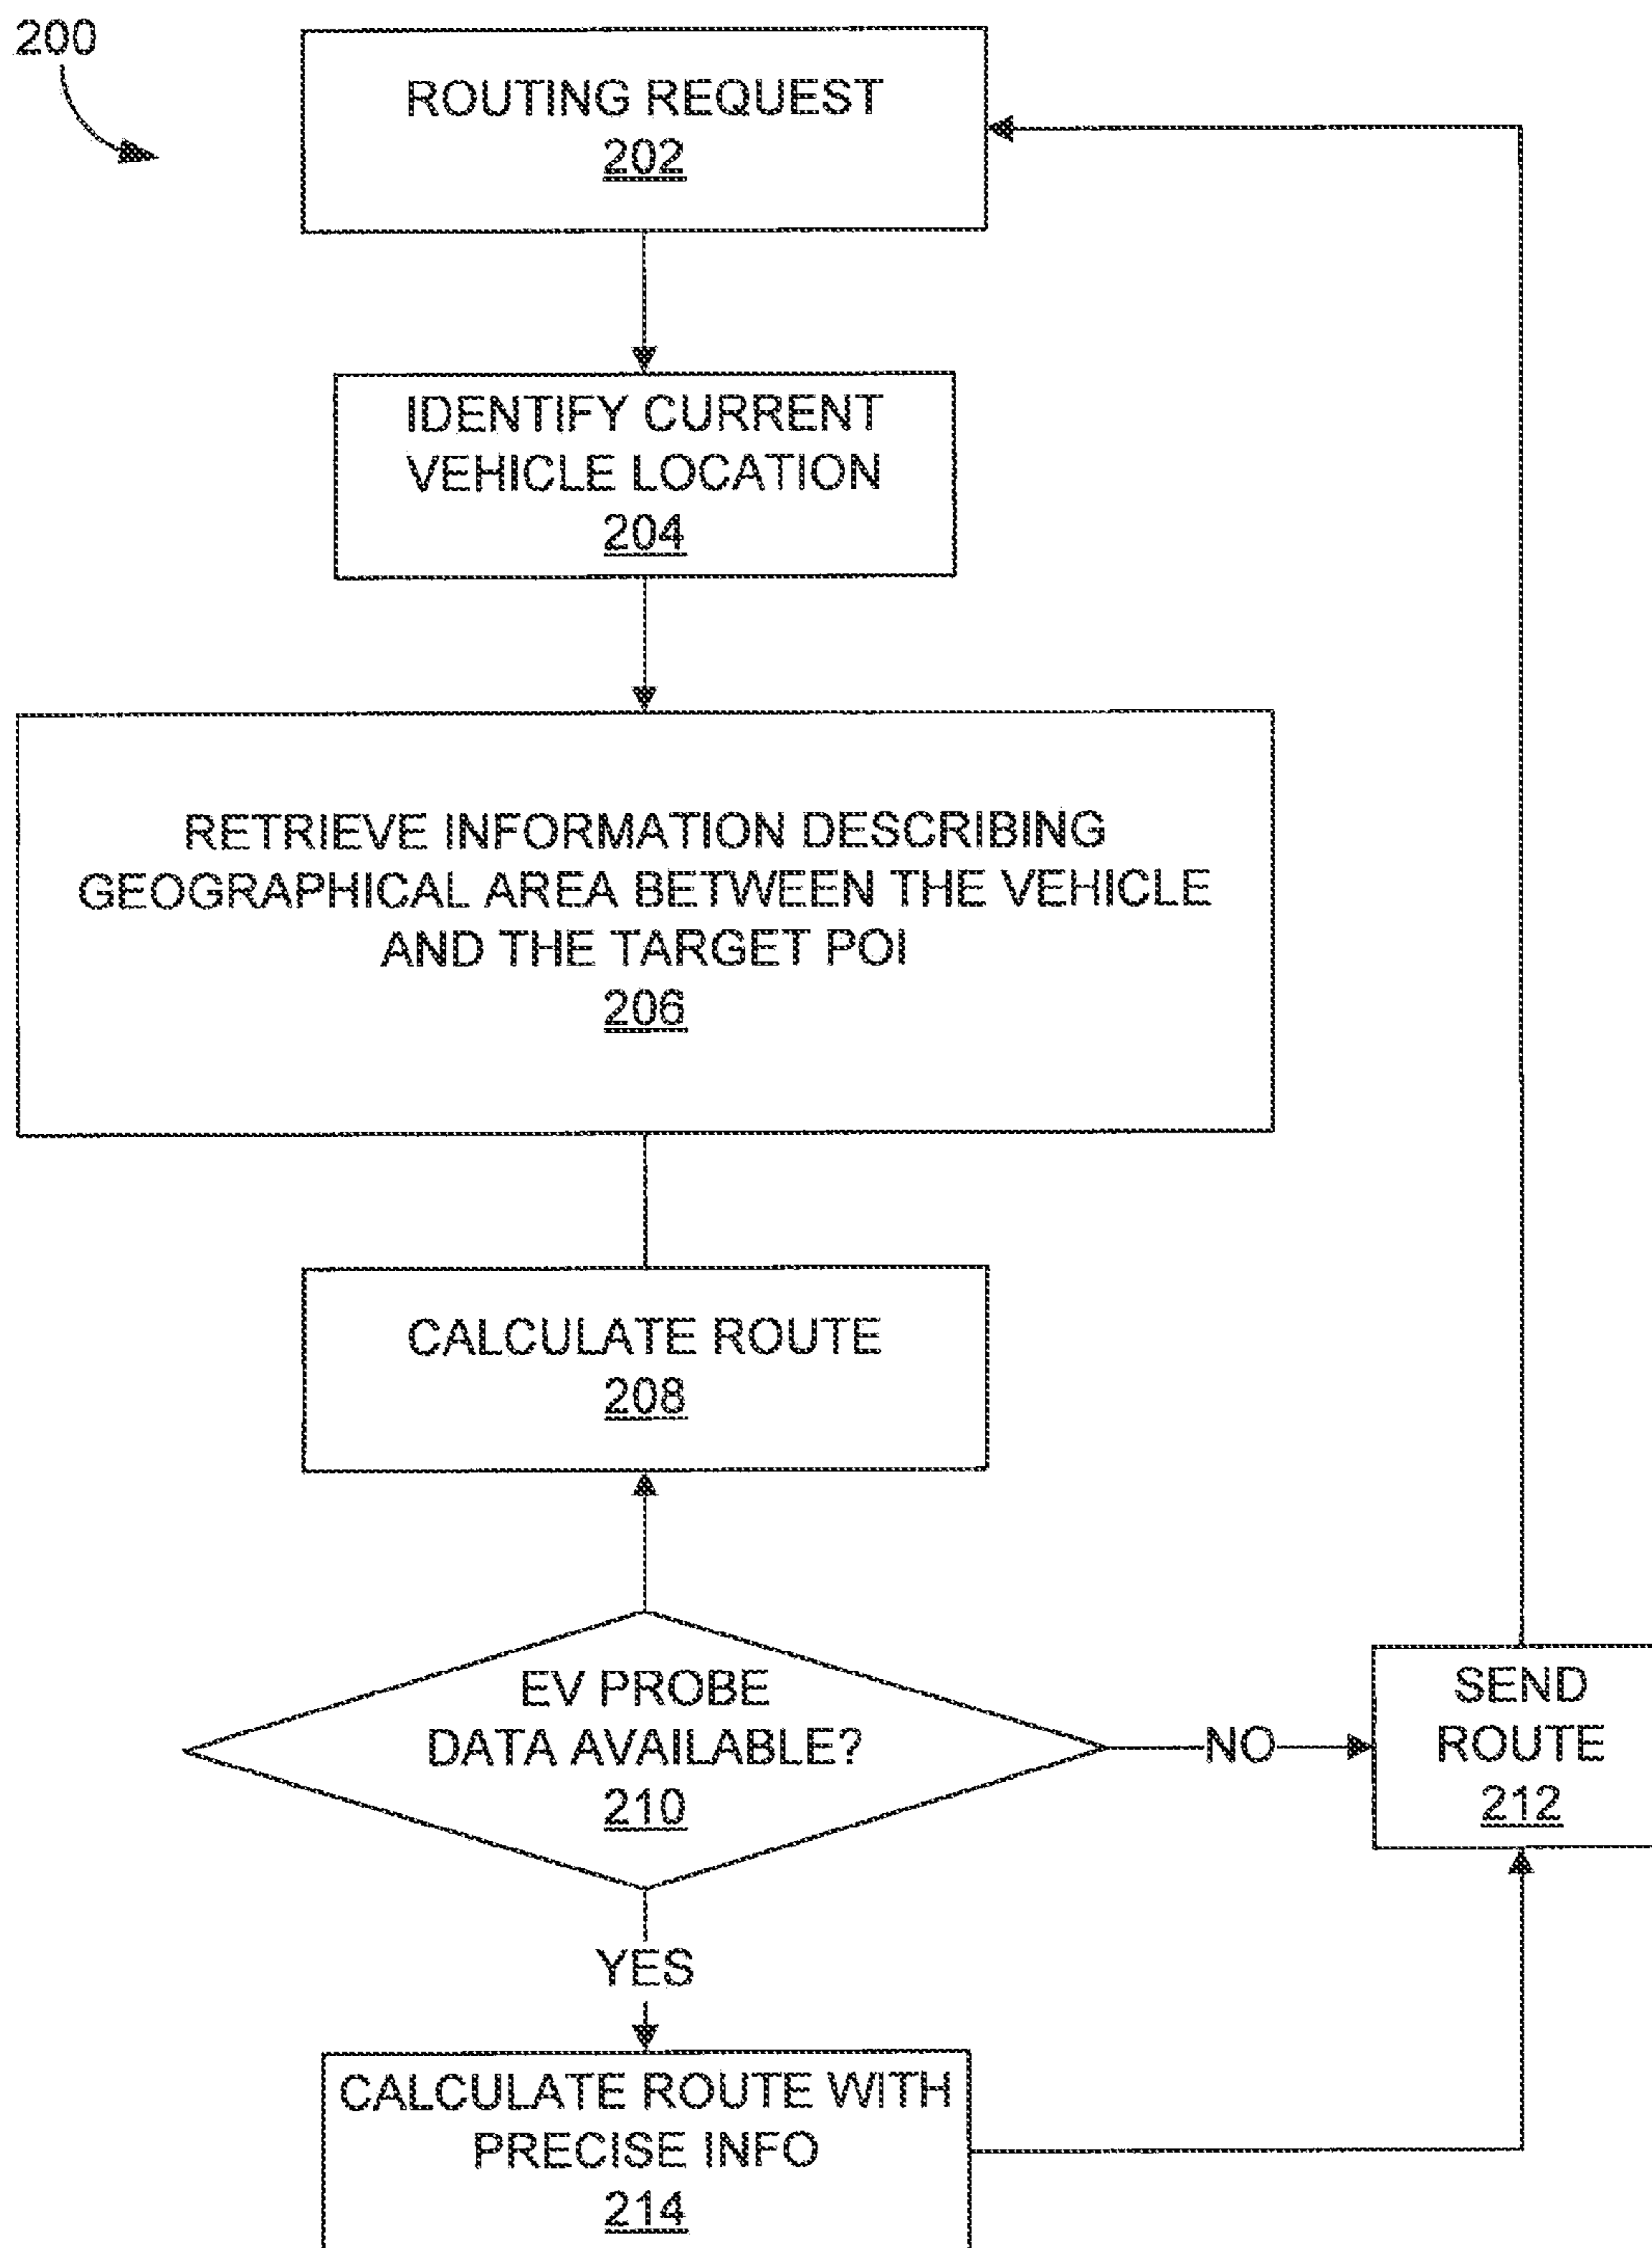 200
ROUTING REQUEST
202
IDENTIFY CURRENT
VEHICLE LOCATION
204
RETRIEVE INFORMATION DESCRIBING
GEOGRAPHICAL AREA BETWEEN THE VEHICLE
AND THE TARGET POI
206
CALCULATE ROUTE
208
EV PROBE
DATA AVAILABLE?
210
NO
SEND
ROUTE
212
YES
CALCULATE ROUTE WITH
PRECISE INFO
214